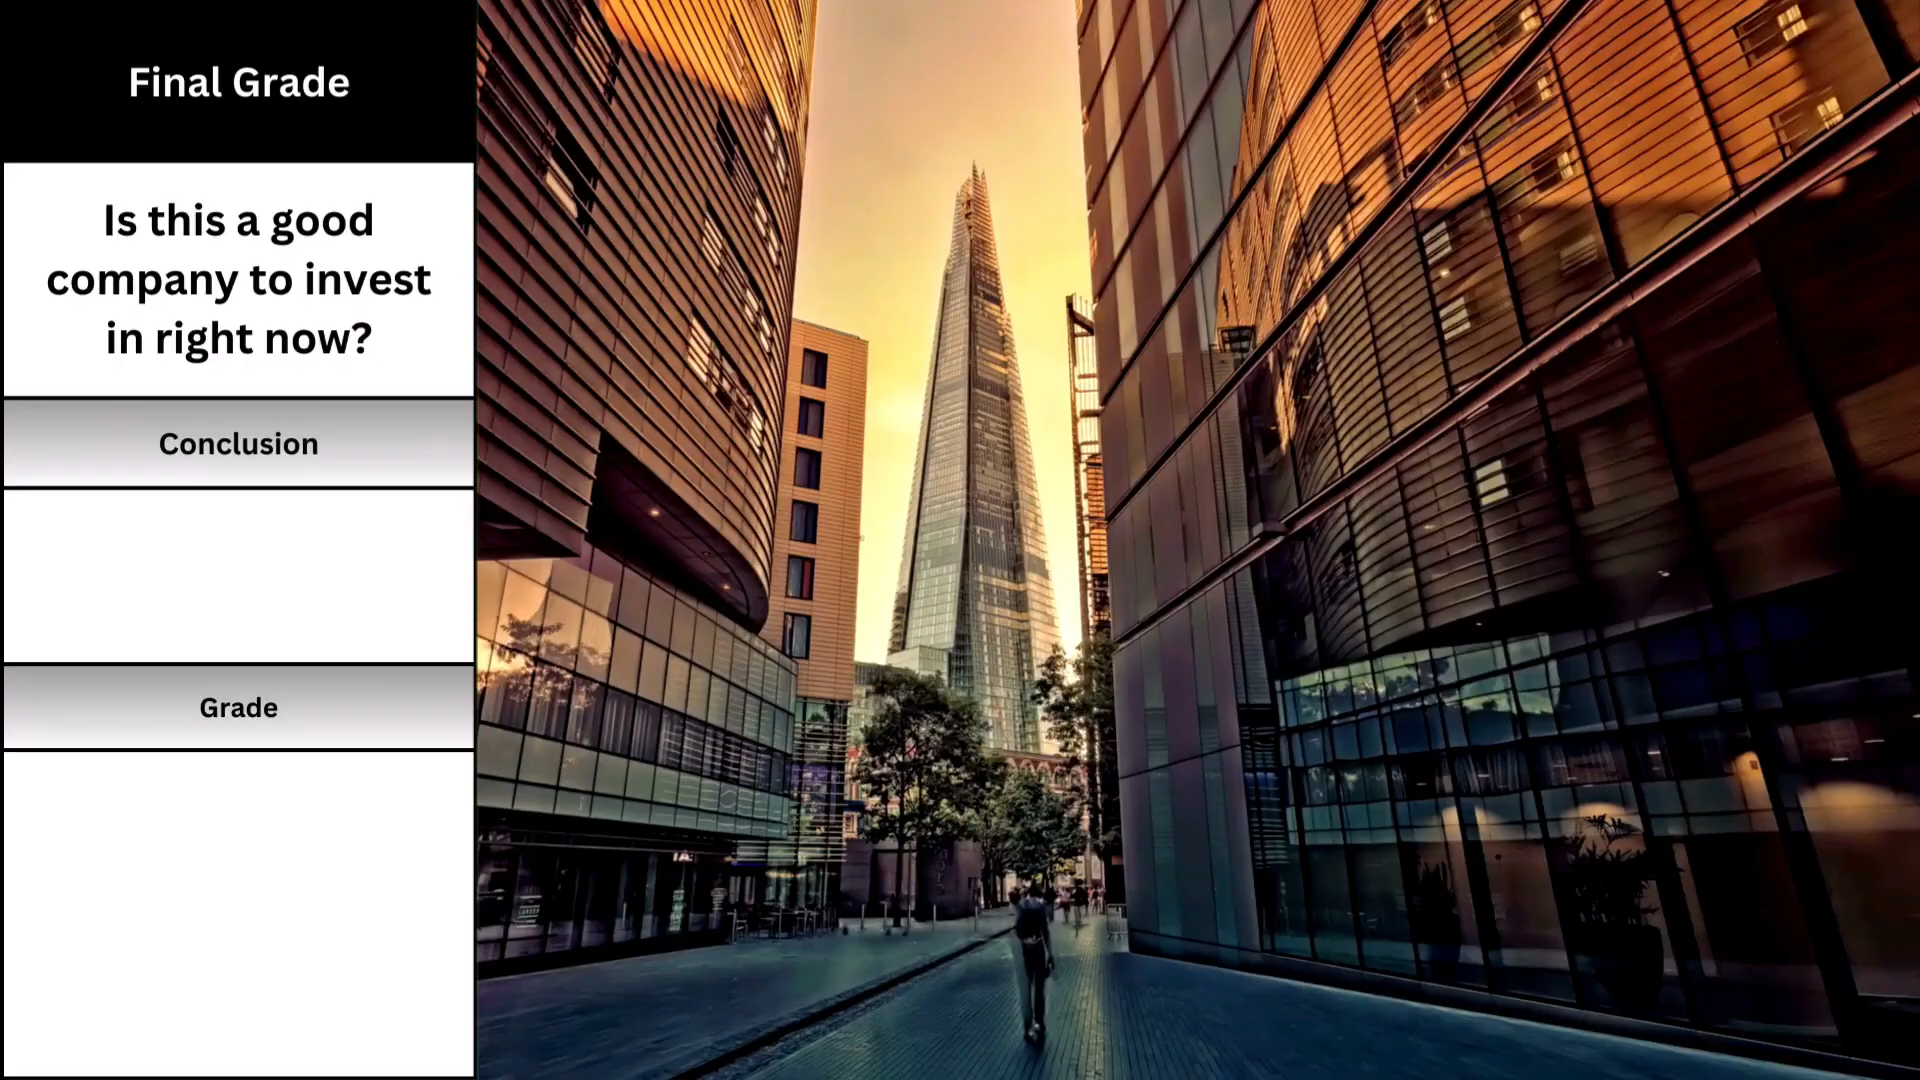 Final Grade
Is this a good
company to invest
in right now?
Conclusion
Grade